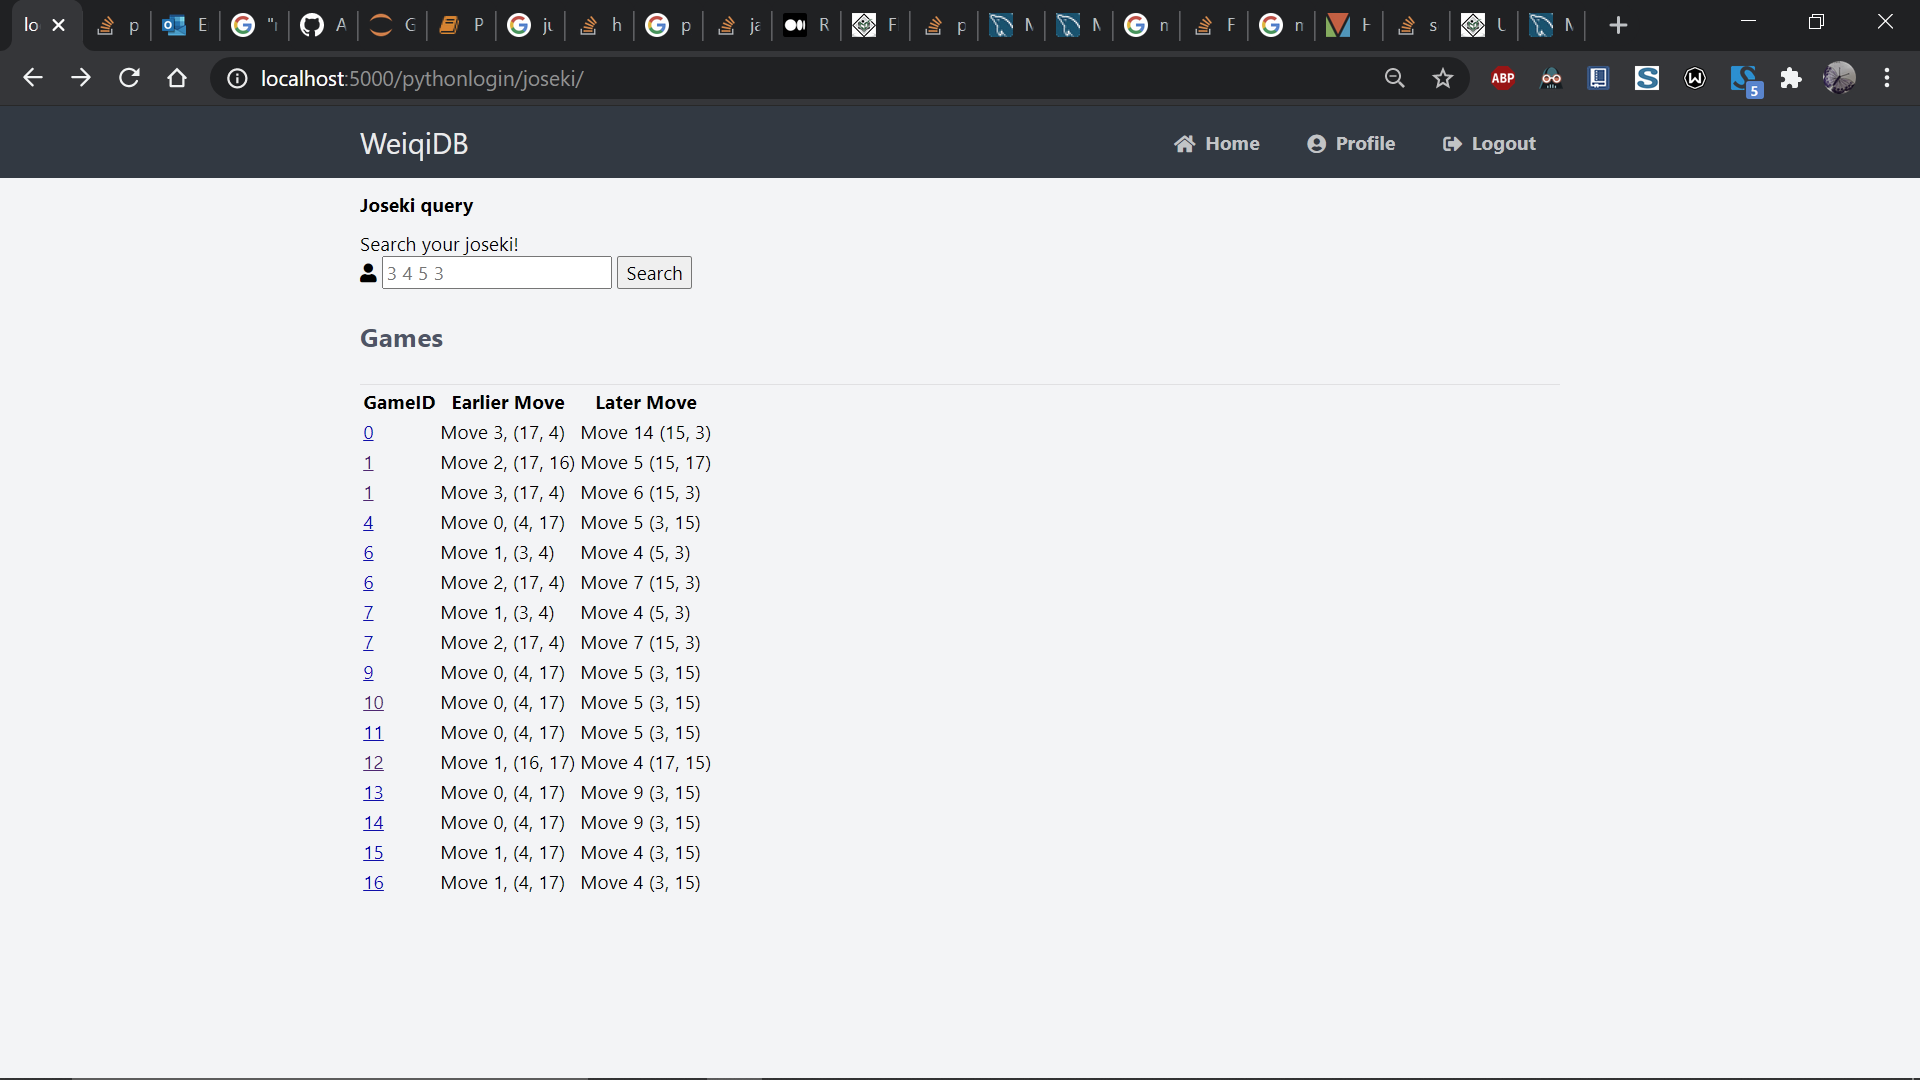 lo
p
E
G "r
A
C
P
ju
h
p
ja
R
F
p
M
M
n
F
n
H
s
U
M
localhost:5000/pythonlogin/joseki/
ABP
5
WeiqiDB Home Profile Logout
Joseki query
Search your joseki!
3 4 5 3 Search
Games
GameID Earlier Move Later Move
0 Move 3, (17, 4) Move 14 (15, 3)
1 Move 2, (17, 16) Move 5 (15, 17)
1 Move 3, (17, 4) Move 6 (15, 3)
4 Move 0, (4, 17) Move 5 (3, 15)
6 Move 1, (3, 4) Move 4 (5, 3)
6 Move 2, (17, 4) Move 7 (15, 3)
7 Move 1, (3, 4) Move 4 (5, 3)
7 Move 2, (17, 4) Move 7 (15, 3)
9 Move 0, (4, 17) Move 5 (3, 15)
10 Move 0, (4, 17) Move 5 (3, 15)
11 Move 0, (4, 17) Move 5 (3, 15)
12 Move 1, (16, 17) Move 4 (17, 15)
13 Move 0, (4, 17) Move 9 (3, 15)
14 Move 0, (4, 17) Move 9 (3, 15)
15 Move 1, (4, 17) Move 4 (3, 15)
16 Move 1, (4, 17) Move 4 (3, 15)